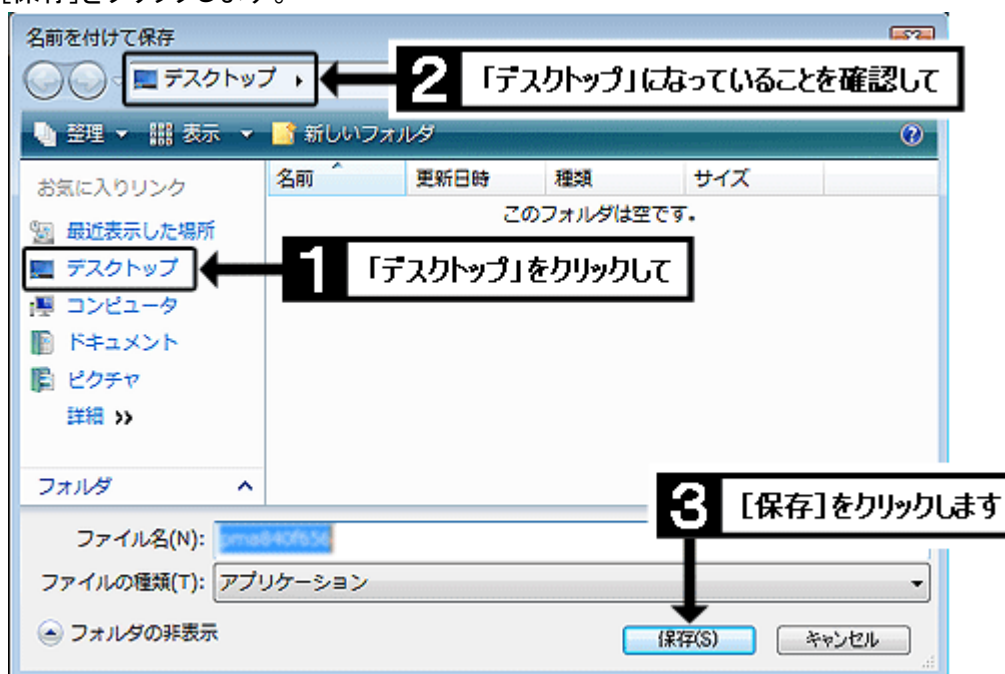 [保存]をクリックします。
名前を付けて保存
デスクトップ
2 「デスクトップ」になっていることを確認して
整理 表示 新しいフォルダ
お気に入りリンク
名前 更新日時 種類 サイズ
このフォルダは空です。
最近表示した場所
デスクトップ
1 「デスクトップ」をクリックして
コンピュータ
ドキュメント
ピクチャ
詳細 >>
フォルダ
3 [保存]をクリックします
ファイル名(N):
ファイルの種類(T): アプリケーション
フォルダの非表示
保存(S) キャンセル